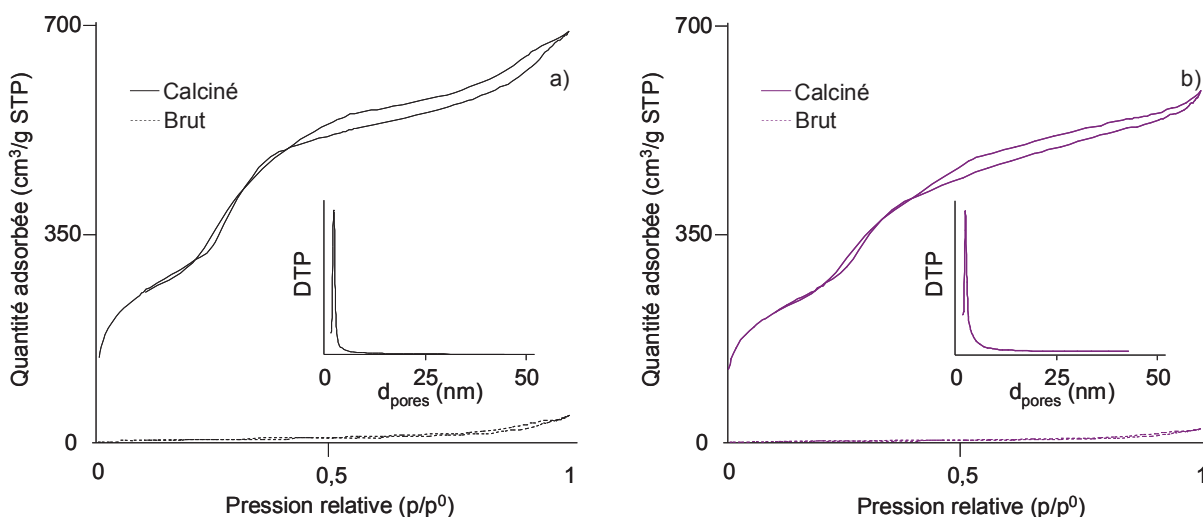 700
a)
Calciné
Brut
350
0
Quantité adsorbée (cm³/g STP)
DTP
0
25
50
d_pores (nm)
0
0,5
1
Pression relative (p/p⁰)
700
b)
Calciné
Brut
350
0
Quantité adsorbée (cm³/g STP)
DTP
0
25
50
d_pores (nm)
0
0,5
1
Pression relative (p/p⁰)